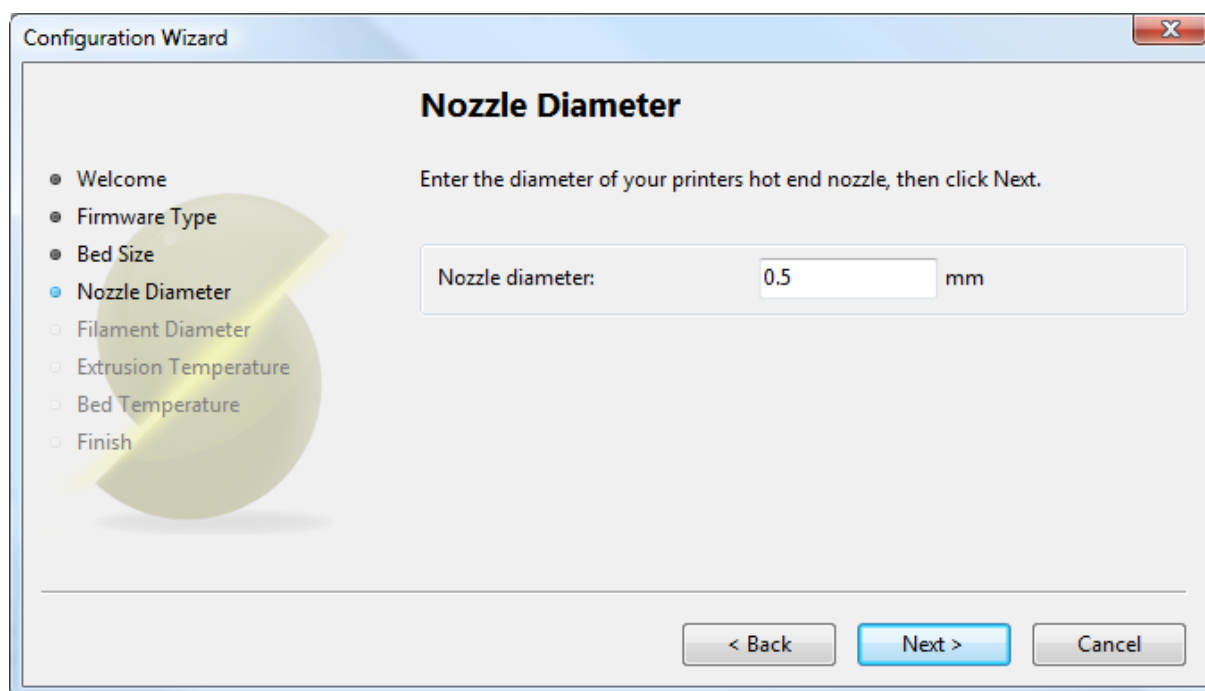 Configuration Wizard
Nozzle Diameter
Welcome
Firmware Type
Bed Size
Nozzle Diameter
Filament Diameter
Extrusion Temperature
Bed Temperature
Finish
Enter the diameter of your printers hot end nozzle, then click Next.
Nozzle diameter: 0.5 mm
< Back Next > Cancel